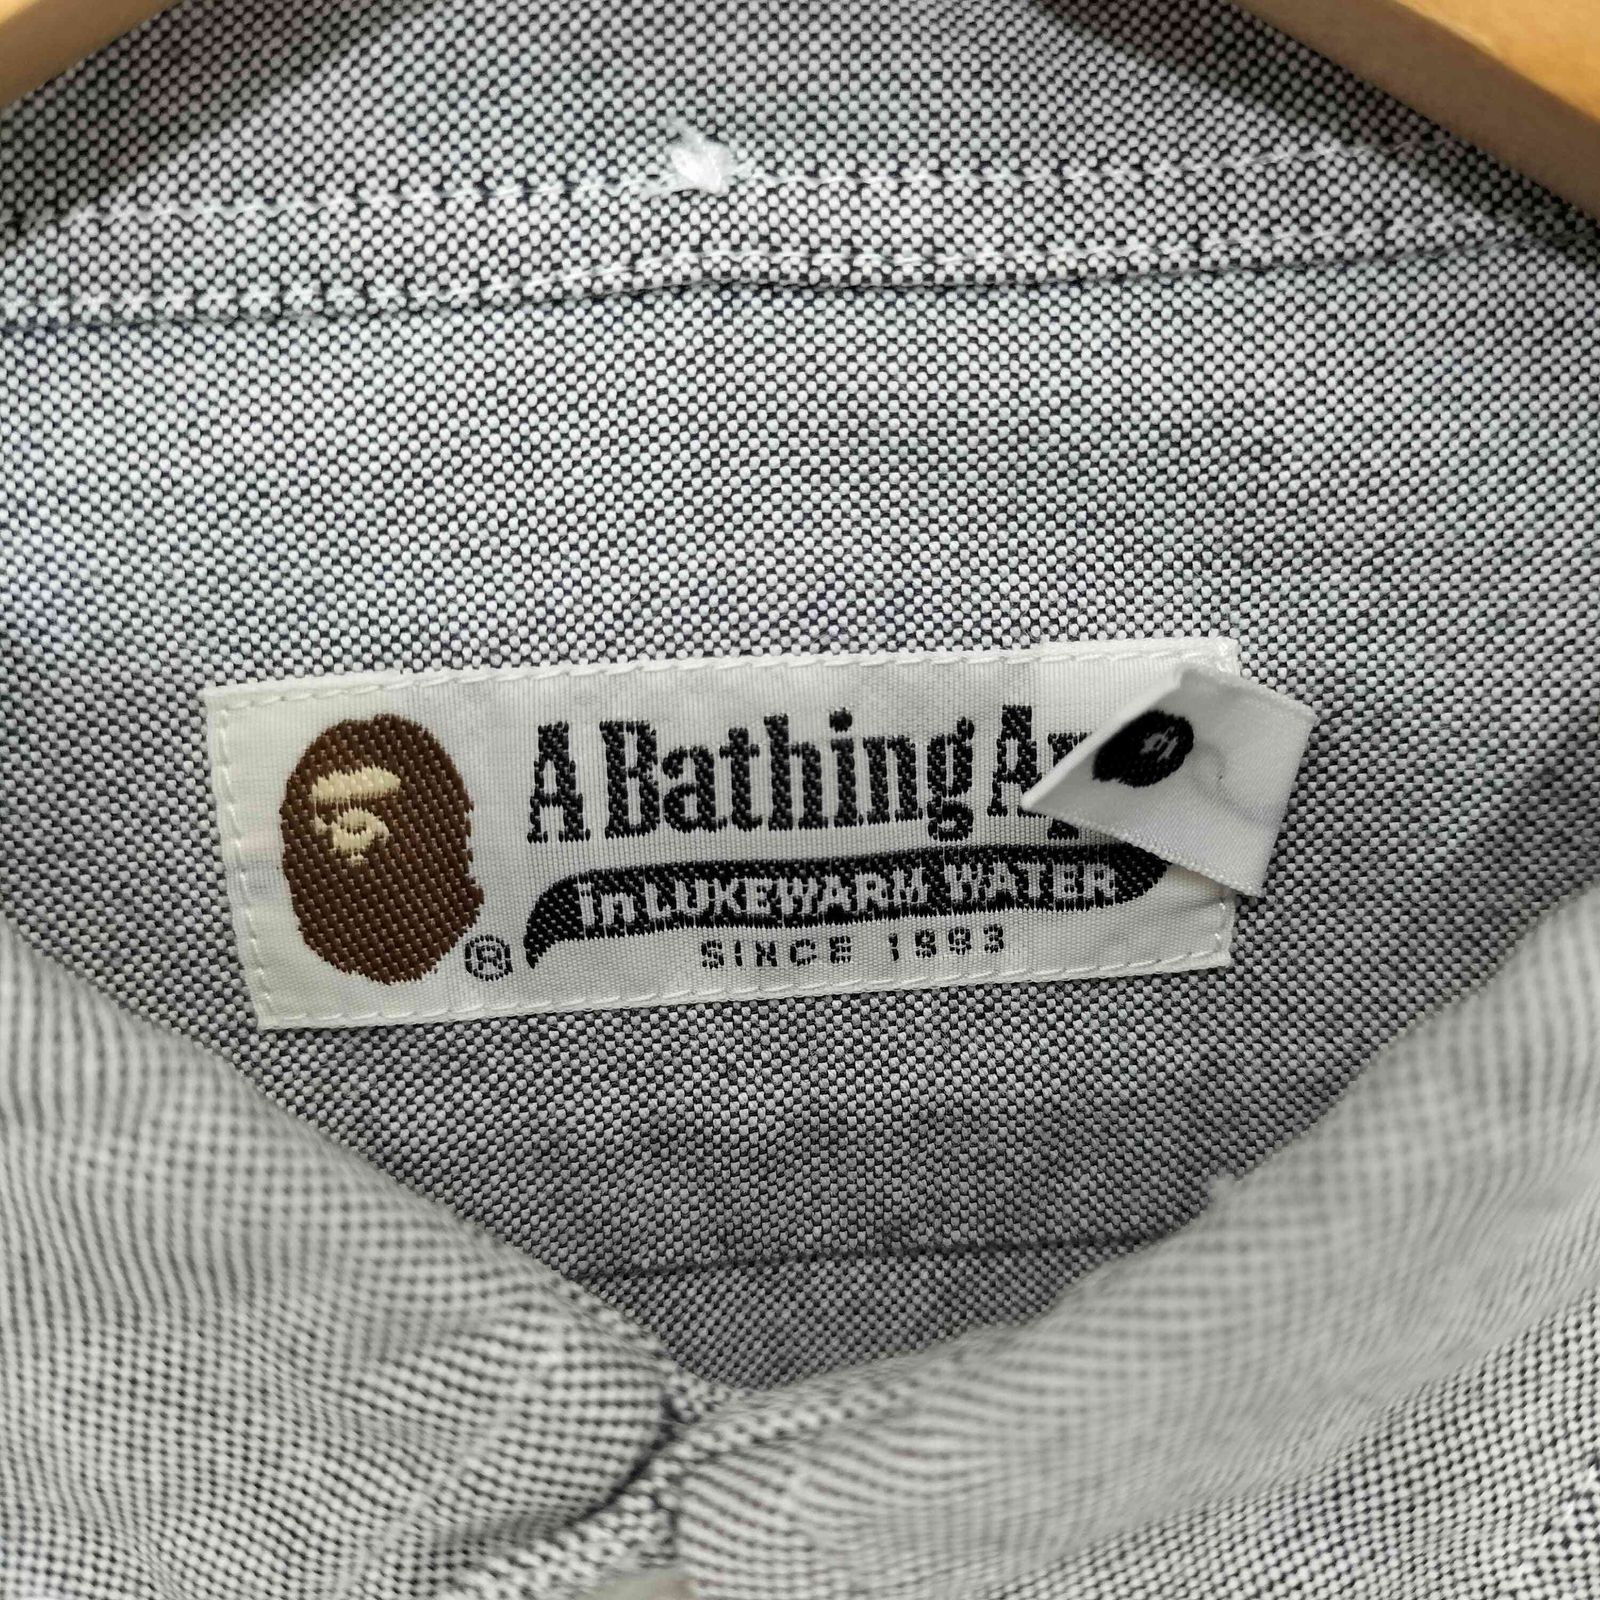 A Bathing Ap
in LUKEWARM WATER
®
SINCE 1993